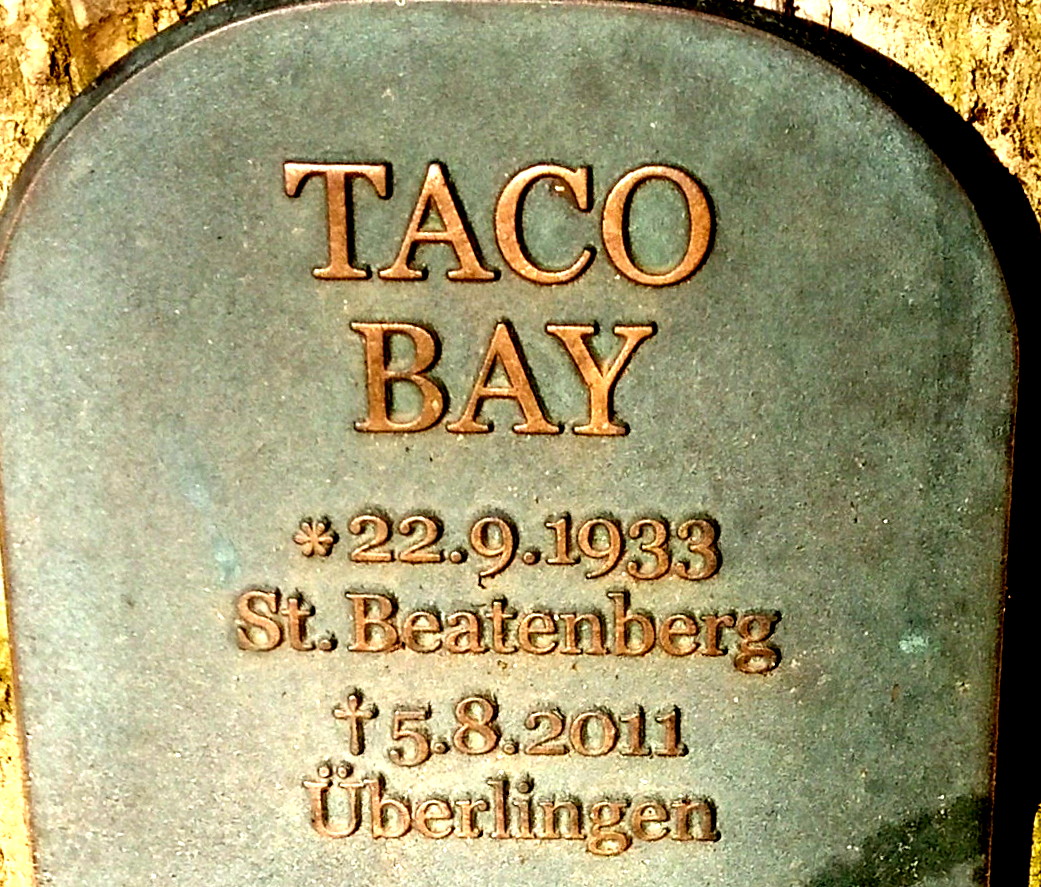 TACO
BAY
*22.9.1933
St. Beatenberg
†5.8.2011
Überlingen